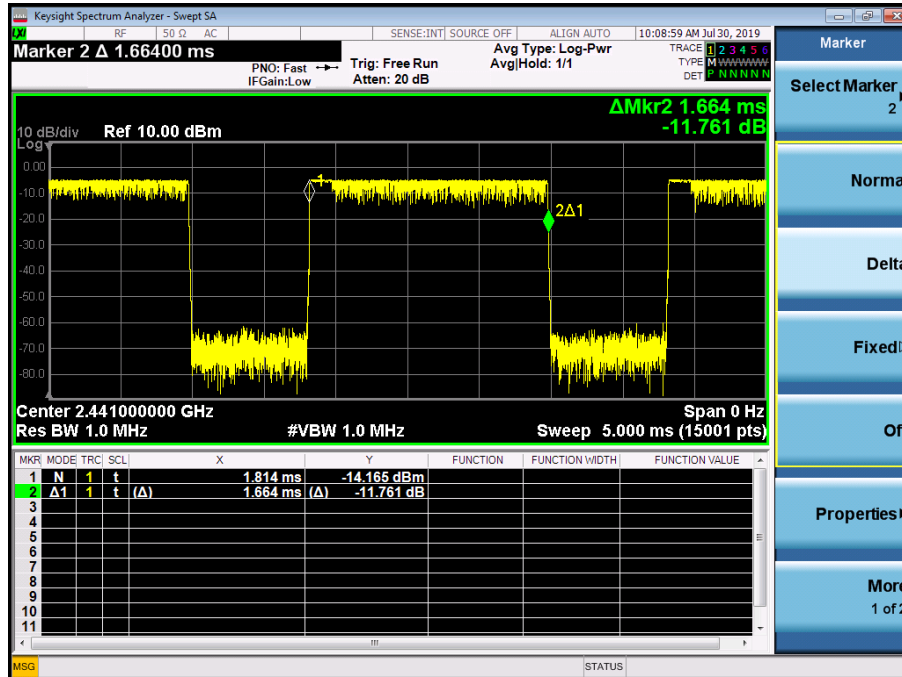 Keysight Spectrum Analyzer - Swept SA
LXI RF 50 Ω AC SENSE:INT SOURCE OFF ALIGN AUTO 10:08:59 AM Jul 30, 2019
Marker 2 Δ 1.66400 ms
PNO: Fast
IFGain:Low
Trig: Free Run
Atten: 20 dB
Avg Type: Log-Pwr
Avg|Hold: 1/1
TRACE 1 2 3 4 5 6
TYPE M WWWWW
DET P N N N N N
ΔMkr2 1.664 ms
-11.761 dB
10 dB/div Ref 10.00 dBm
Log
0.00
-10.0
-20.0
-30.0
-40.0
-50.0
-60.0
-70.0
-80.0
1
2Δ1
Center 2.441000000 GHz Span 0 Hz
Res BW 1.0 MHz #VBW 1.0 MHz Sweep 5.000 ms (15001 pts)
MKR MODE TRC SCL X Y FUNCTION FUNCTION WIDTH FUNCTION VALUE
1 N 1 t 1.814 ms -14.165 dBm
2 Δ1 1 t (Δ) 1.664 ms (Δ) -11.761 dB
3
4
5
6
7
8
9
10
11
MSG STATUS
Marker
Select Marker
2
Norma
Delta
Fixed
Of
Properties
More
1 of 2